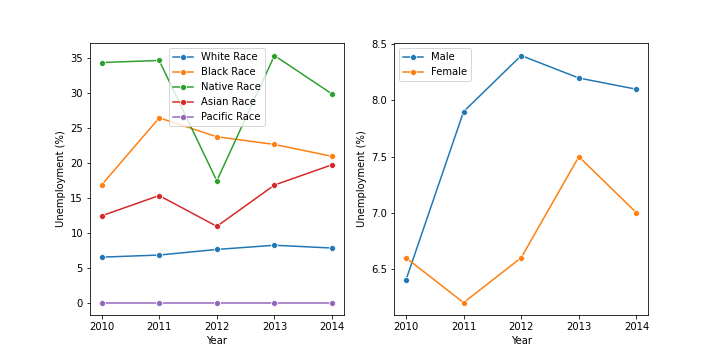 White Race
Black Race
Native Race
Asian Race
Pacific Race
35
30
25
20
15
10
5
0
Unemployment (%)
2010 2011 2012 2013 2014
Year
Male
Female
8.5
8.0
7.5
7.0
6.5
Unemployment (%)
2010 2011 2012 2013 2014
Year